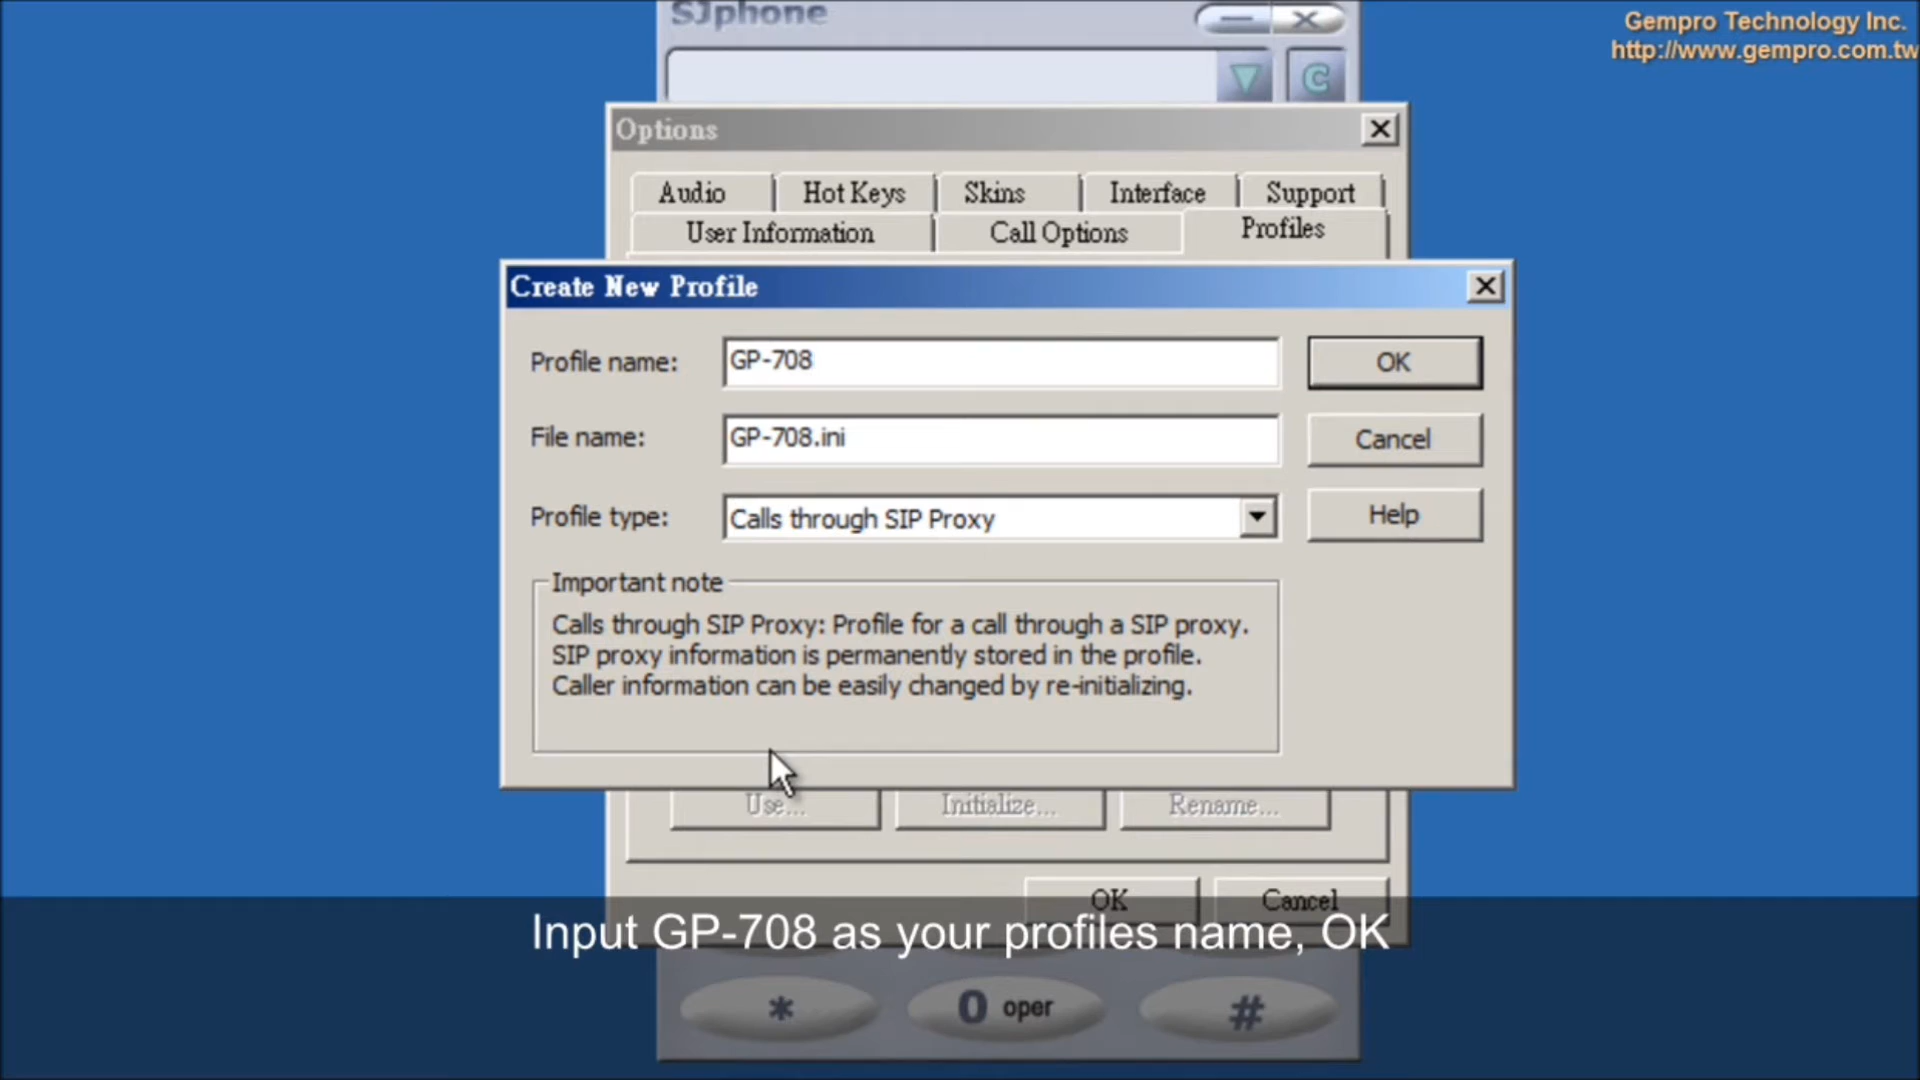 SJphone
Gempro Technology Inc.
http://www.gempro.com.tw
C
Options
Audio Hot Keys Skins Interface Support
User Information Call Options Profiles
Create New Profile
Profile name: GP-708 OK
File name: GP-708.ini Cancel
Profile type: Calls through SIP Proxy Help
Important note
Calls through SIP Proxy: Profile for a call through a SIP proxy.
SIP proxy information is permanently stored in the profile.
Caller information can be easily changed by re-initializing.
Use... Initialize... Rename...
OK Cancel
Input GP-708 as your profiles name, OK
* 0 oper #